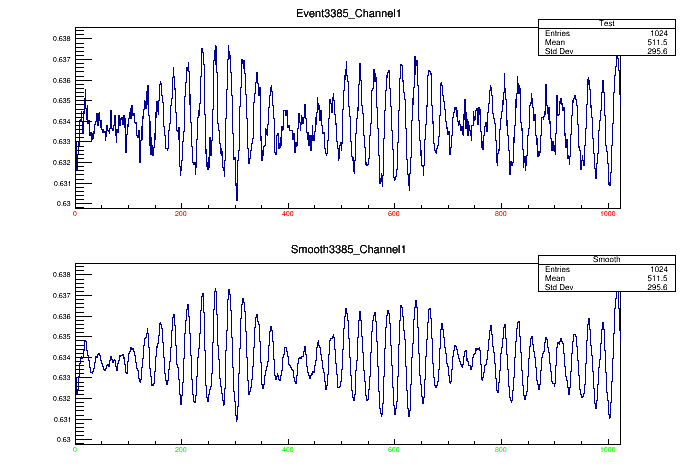 Event3385_Channel1
Test
Entries 1024
Mean 511.5
Std Dev 295.6
0.638
0.637
0.636
0.635
0.634
0.633
0.632
0.631
0.63
0 200 400 600 800 1000
Smooth3385_Channel1
Smooth
Entries 1024
Mean 511.5
Std Dev 295.6
0.638
0.637
0.636
0.635
0.634
0.633
0.632
0.631
0.63
0 200 400 600 800 1000